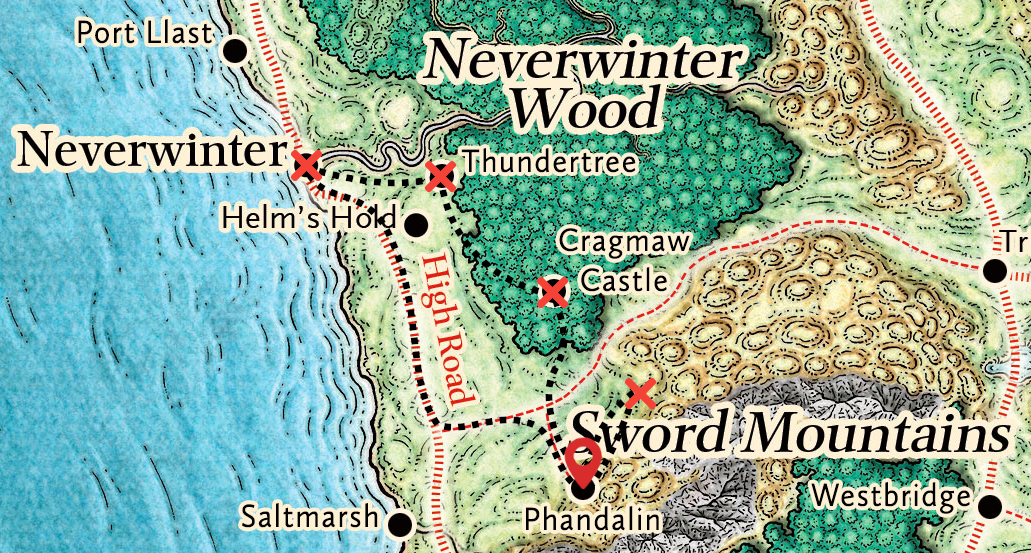 Port Llast
Neverwinter
Wood
Neverwinter
Thundertree
Helm's Hold
Cragmaw
Castle
Tr
High Road
Sword Mountains
Westbridge
Saltmarsh
Phandalin